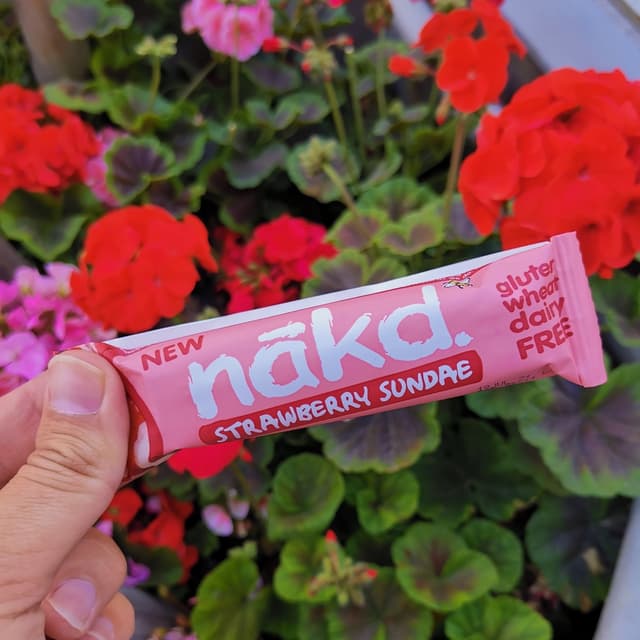 NEW
nākd.
STRAWBERRY SUNDAE
gluten
wheat
dairy
FREE